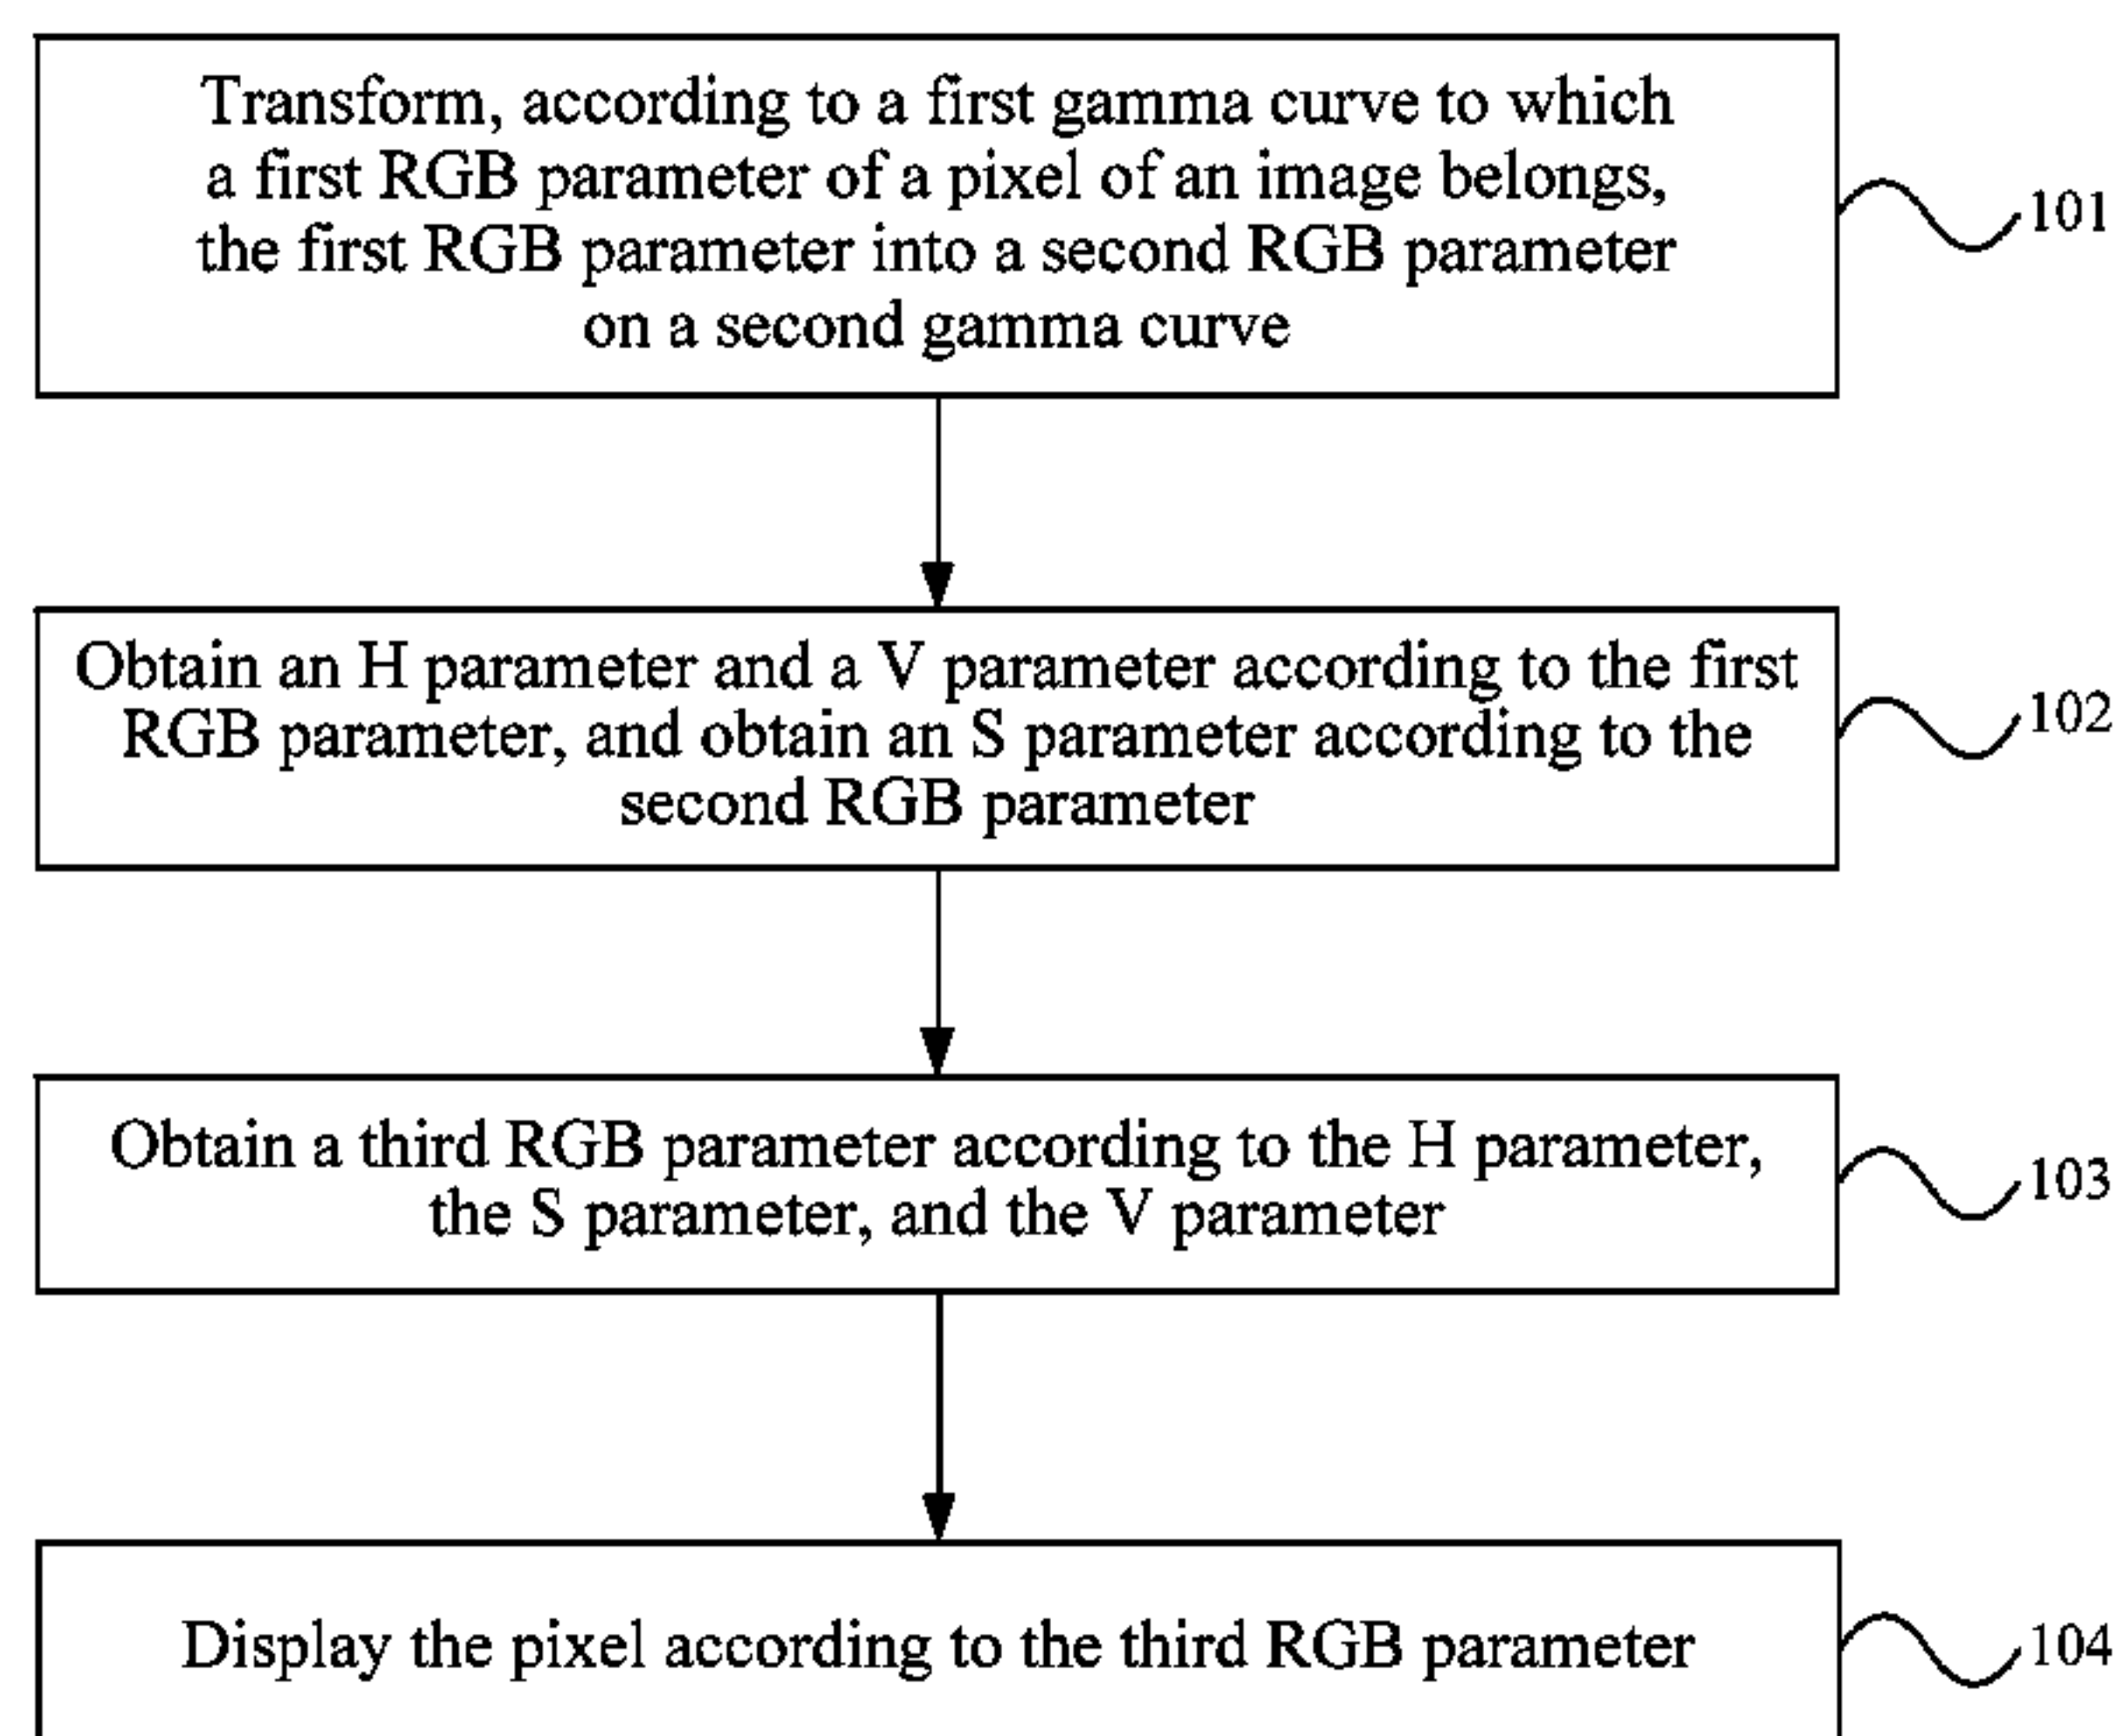 Transform, according to a first gamma curve to which
a first RGB parameter of a pixel of an image belongs,
the first RGB parameter into a second RGB parameter
on a second gamma curve
101
Obtain an H parameter and a V parameter according to the first
RGB parameter, and obtain an S parameter according to the
second RGB parameter
102
Obtain a third RGB parameter according to the H parameter,
the S parameter, and the V parameter
103
Display the pixel according to the third RGB parameter
104